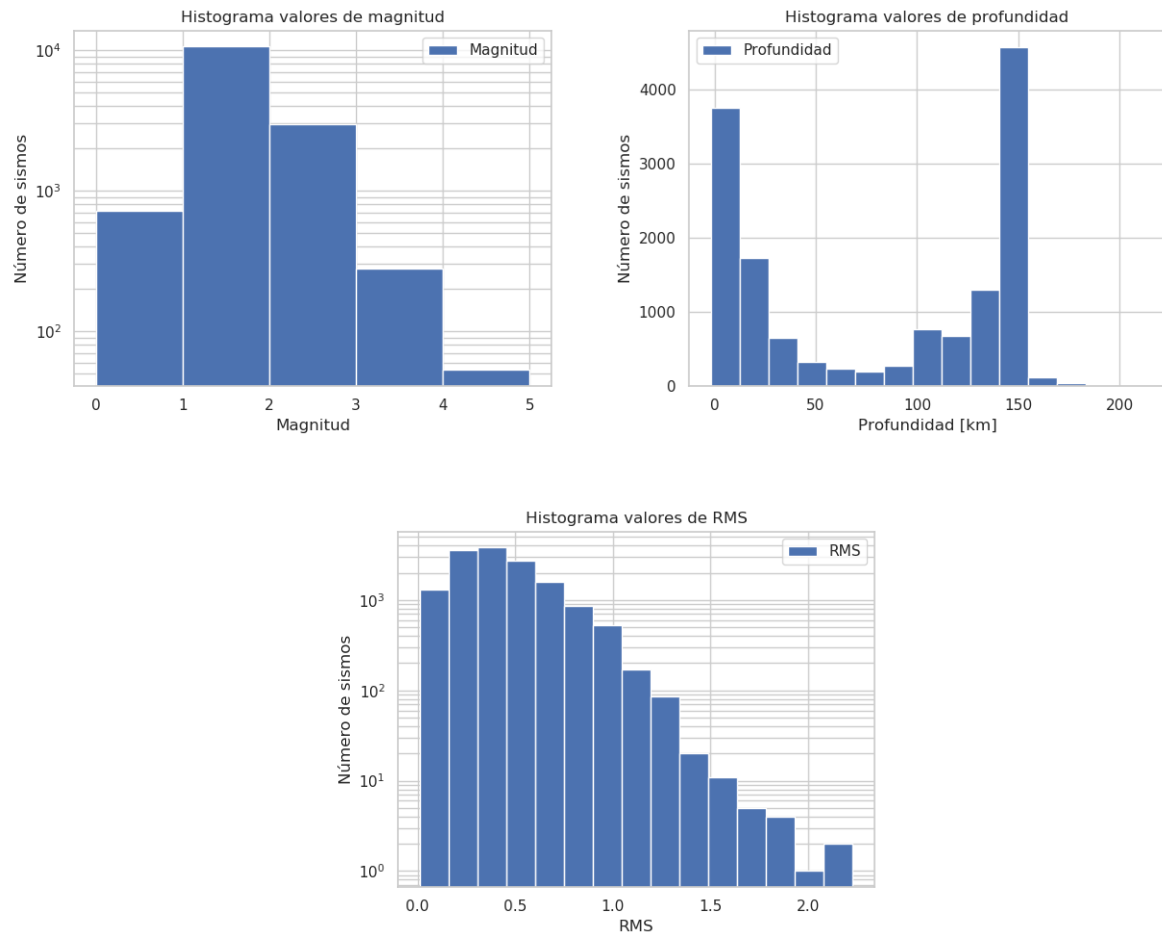 Histograma valores de magnitud
Magnitud
10⁴
10³
10²
Número de sismos
0 1 2 3 4 5
Magnitud
Histograma valores de profundidad
Profundidad
4000
3000
2000
1000
0
Número de sismos
0 50 100 150 200
Profundidad [km]
Histograma valores de RMS
RMS
10³
10²
10¹
10⁰
Número de sismos
0.0 0.5 1.0 1.5 2.0
RMS